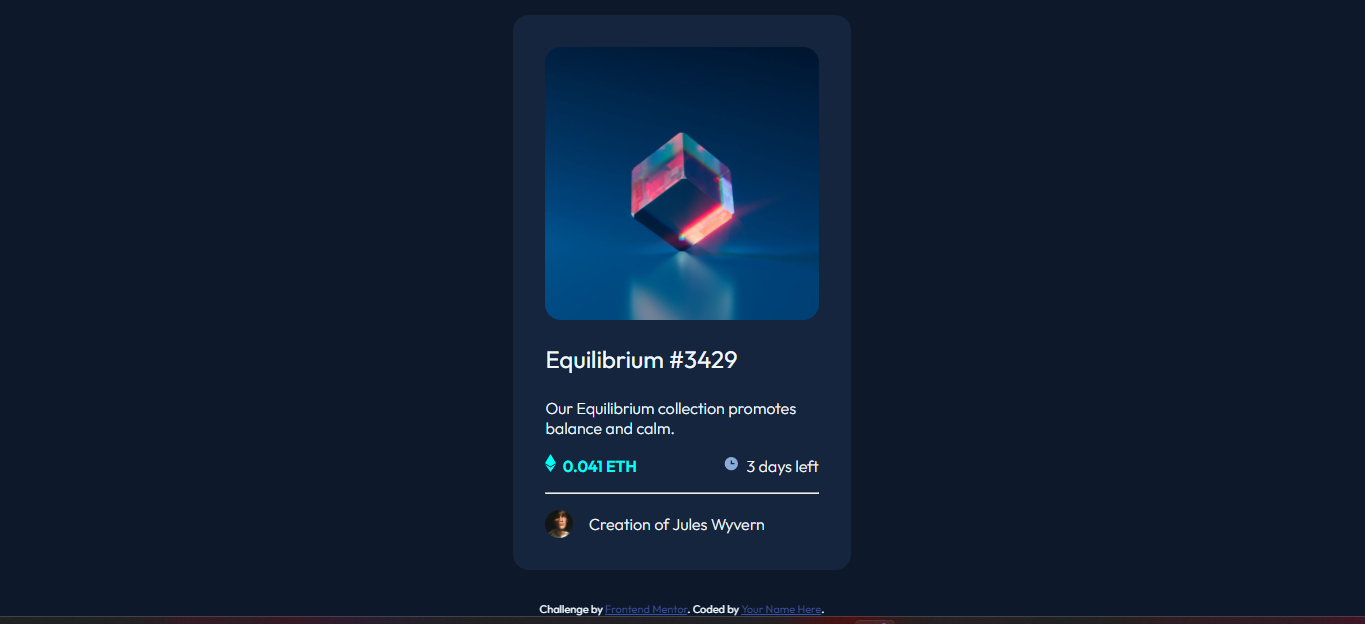 Equilibrium #3429
Our Equilibrium collection promotes
balance and calm.
0.041 ETH
3 days left
Creation of Jules Wyvern
Challenge by Frontend Mentor. Coded by Your Name Here.